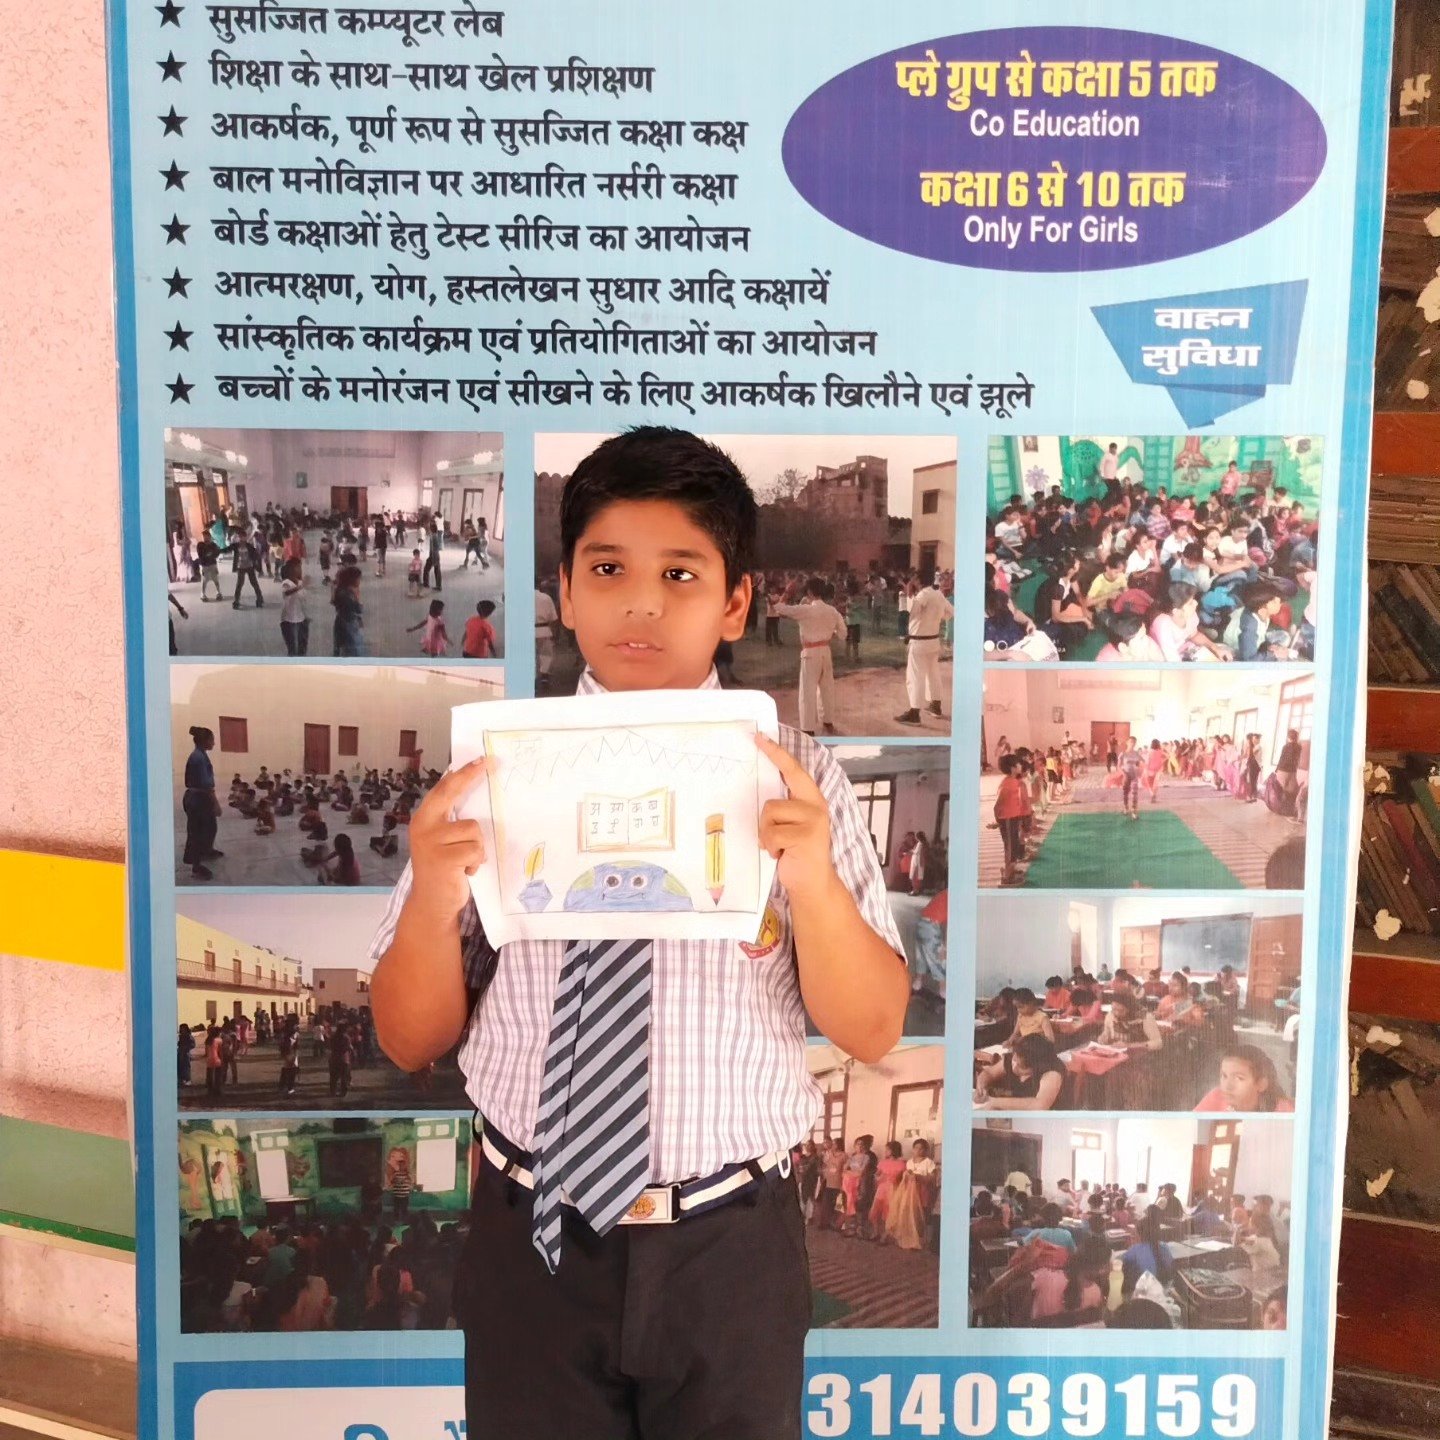 सुसज्जित कम्प्यूटर लेब
शिक्षा के साथ-साथ खेल प्रशिक्षण
आकर्षक, पूर्ण रूप से सुसज्जित कक्षा कक्ष
बाल मनोविज्ञान पर आधारित नर्सरी कक्षा
बोर्ड कक्षाओं हेतु टेस्ट सीरिज का आयोजन
आत्मरक्षण, योग, हस्तलेखन सुधार आदि कक्षायें
सांस्कृतिक कार्यक्रम एवं प्रतियोगिताओं का आयोजन
बच्चों के मनोरंजन एवं सीखने के लिए आकर्षक खिलौने एवं झूले
प्ले ग्रुप से कक्षा 5 तक
Co Education
कक्षा 6 से 10 तक
Only For Girls
वाहन
सुविधा
अ आ क ख
इ ई ग घ
314039159